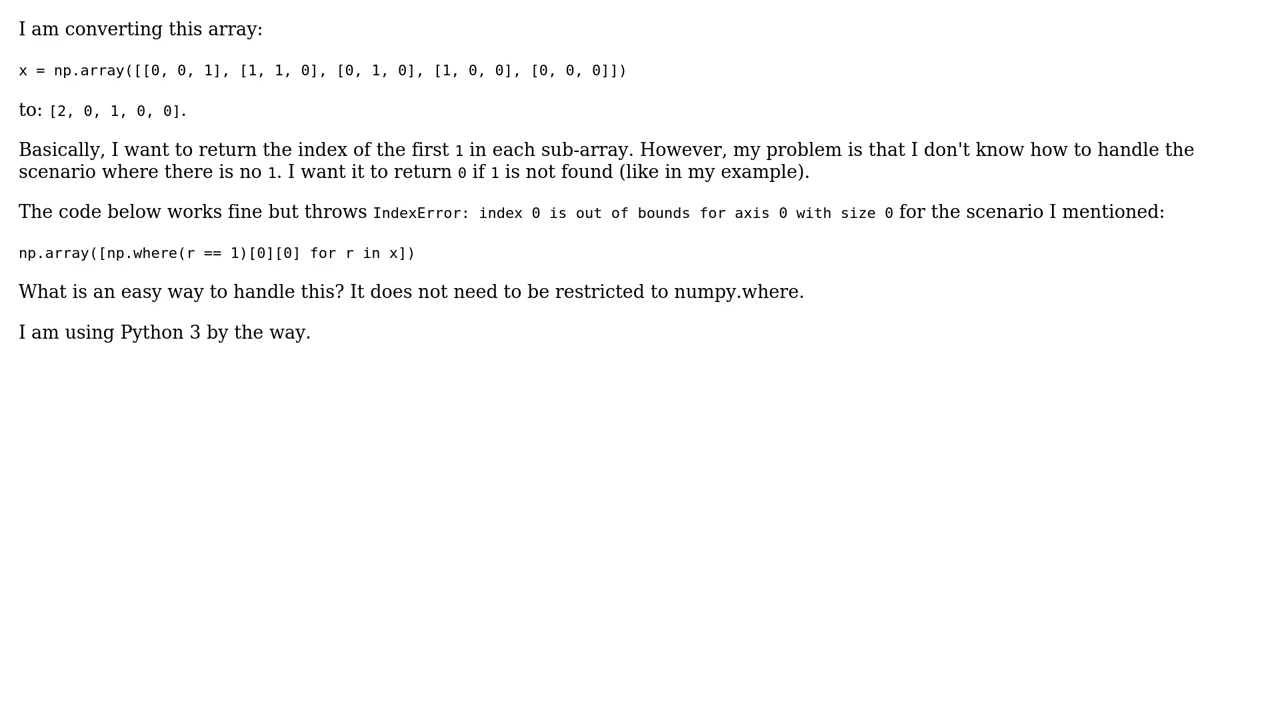 I am converting this array:
x = np.array([[0, 0, 1], [1, 1, 0], [0, 1, 0], [1, 0, 0], [0, 0, 0]])
to: [2, 0, 1, 0, 0].
Basically, I want to return the index of the first 1 in each sub-array. However, my problem is that I don't know how to handle the
scenario where there is no 1. I want it to return 0 if 1 is not found (like in my example).
The code below works fine but throws IndexError: index 0 is out of bounds for axis 0 with size 0 for the scenario I mentioned:
np.array([np.where(r == 1)[0][0] for r in x])
What is an easy way to handle this? It does not need to be restricted to numpy.where.
I am using Python 3 by the way.